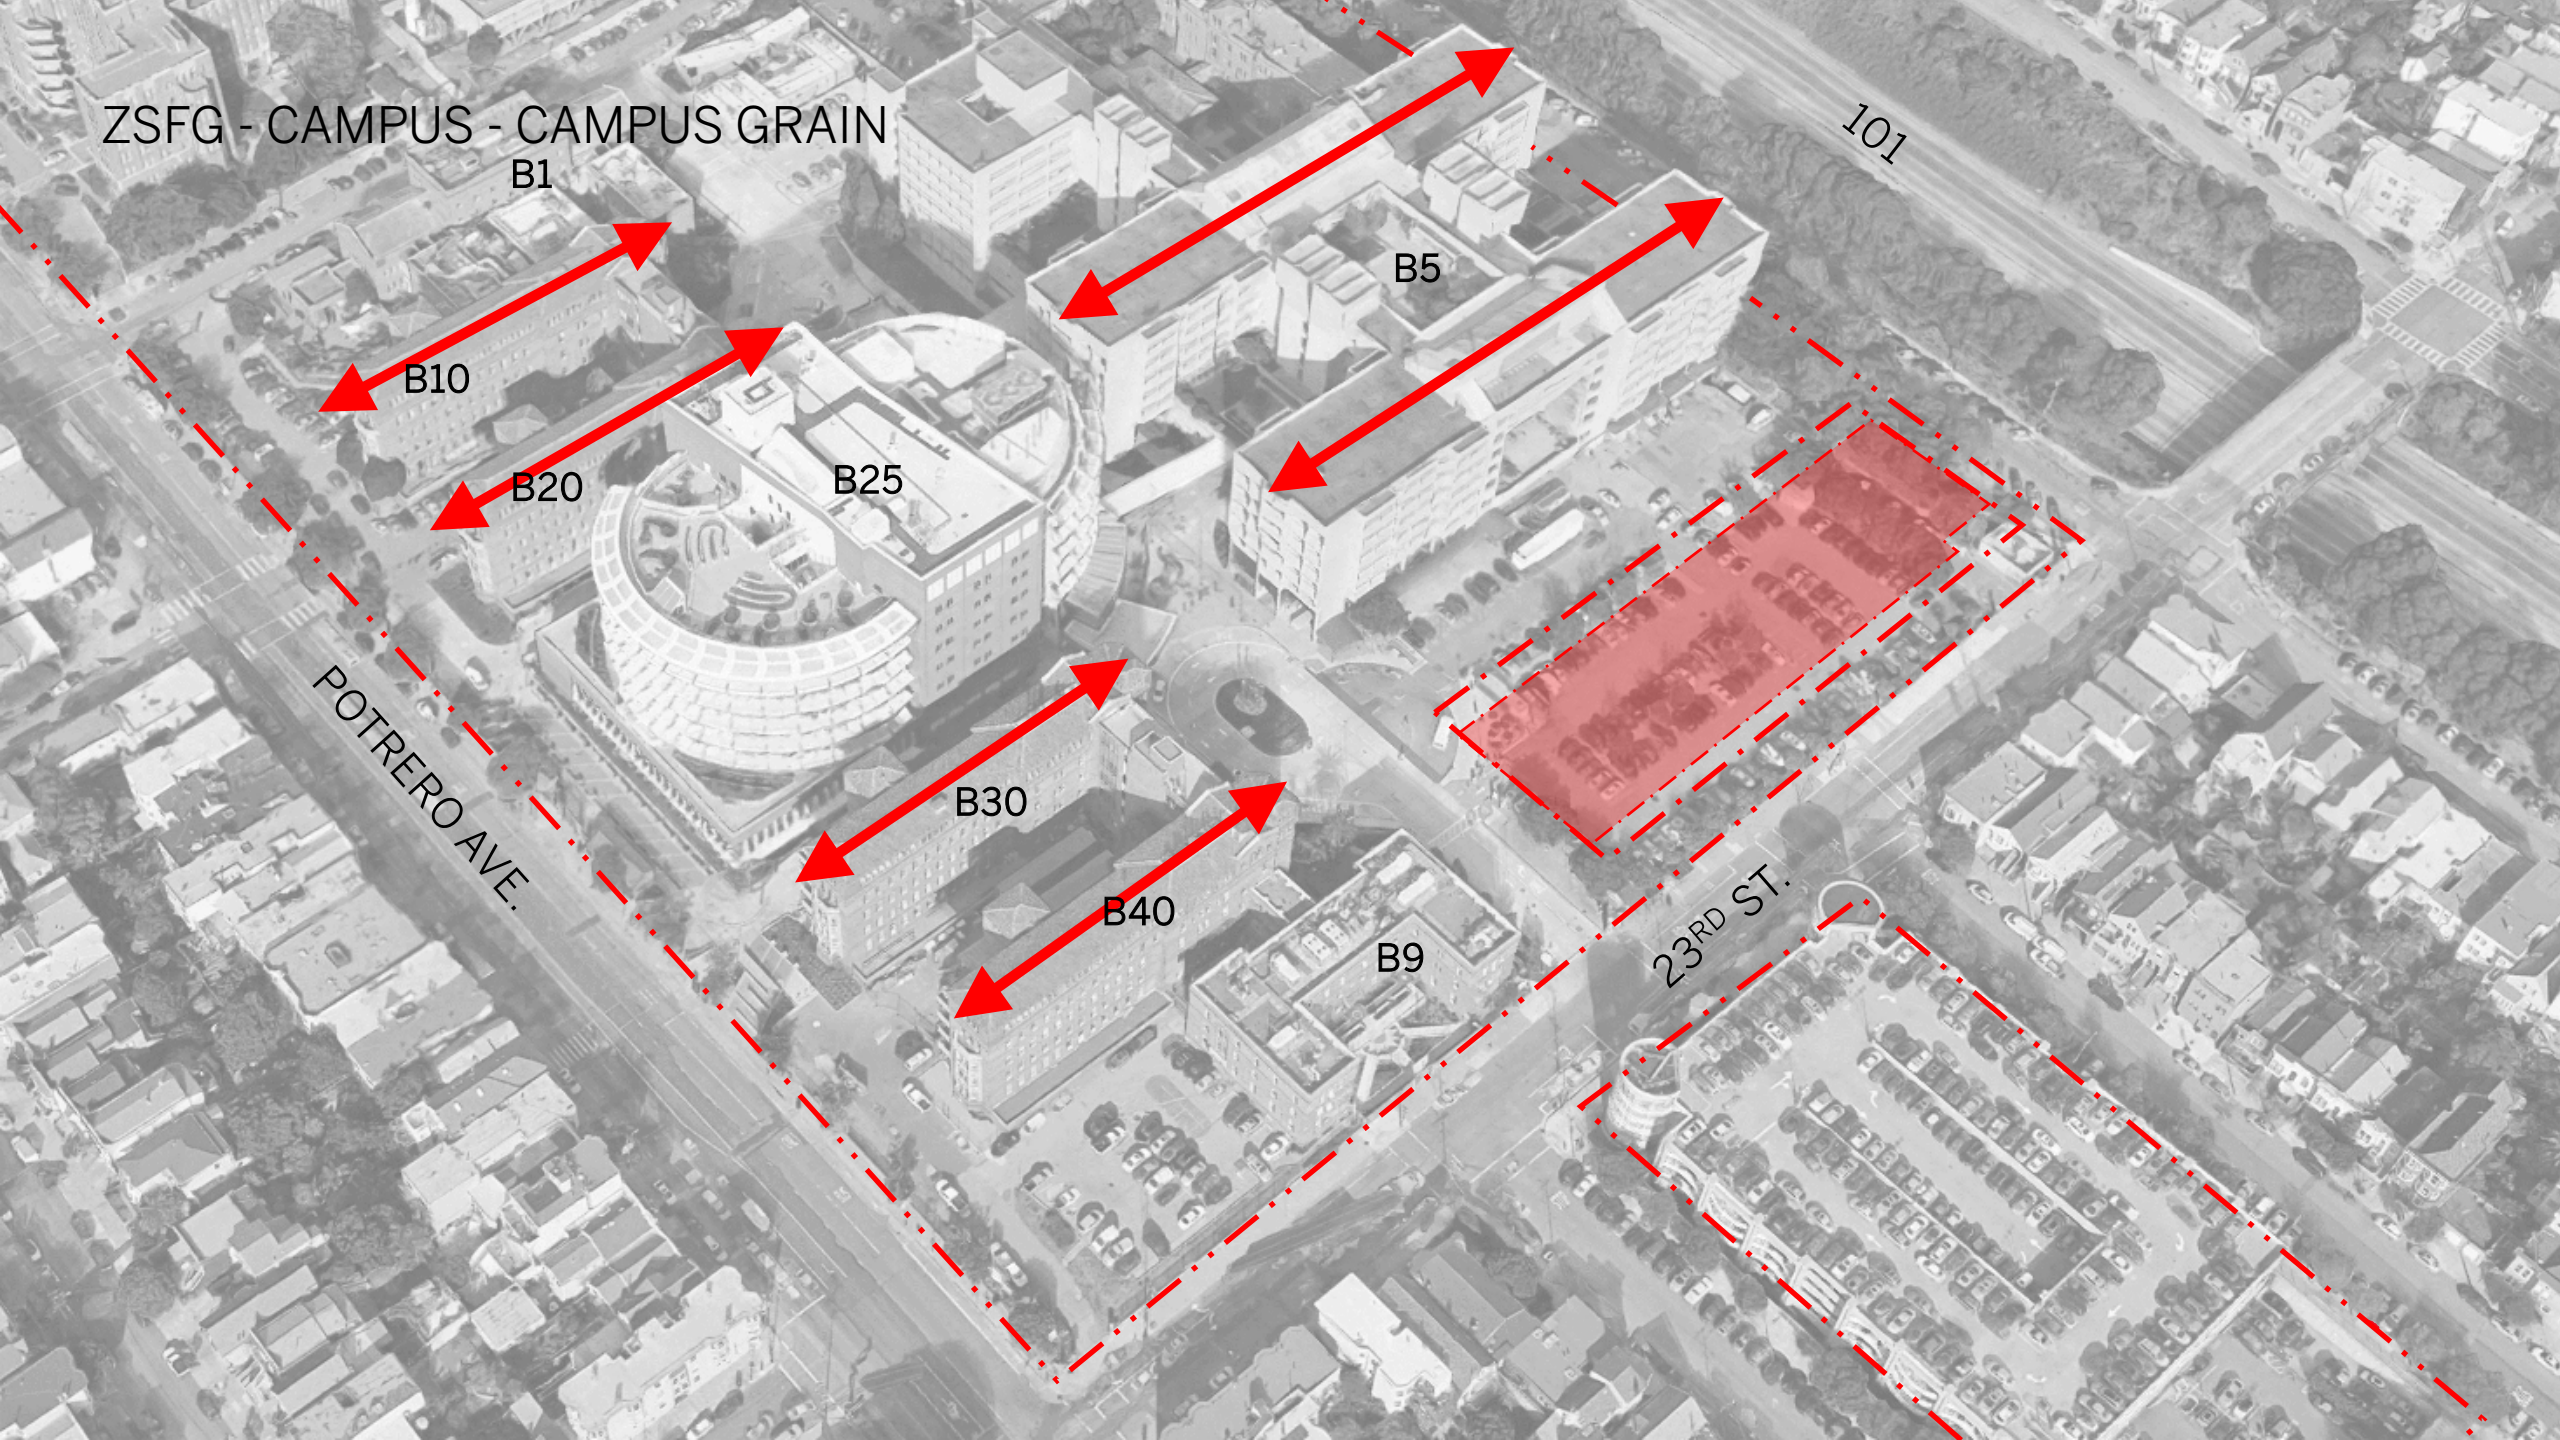 ZSFG - CAMPUS - CAMPUS GRAIN
B1
101
B5
B10
B20
B25
POTRERO AVE.
B30
B40
B9
23RD ST.